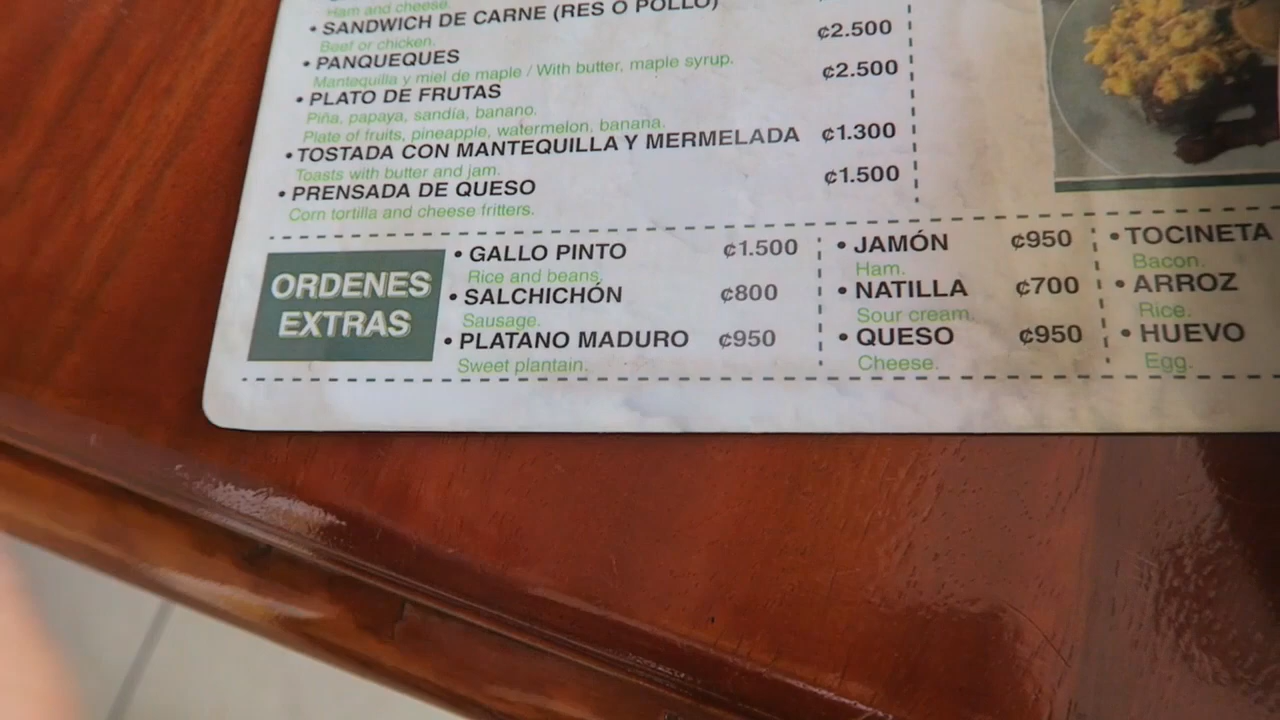 Ham and cheese.
• SANDWICH DE CARNE (RES O POLLO)
Beef or chicken.
• PANQUEQUES ¢2.500
Mantequilla y miel de maple / With butter, maple syrup.
• PLATO DE FRUTAS ¢2.500
Piña, papaya, sandía, banano.
Plate of fruits, pineapple, watermelon, banana.
• TOSTADA CON MANTEQUILLA Y MERMELADA ¢1.300
Toasts with butter and jam.
• PRENSADA DE QUESO ¢1.500
Corn tortilla and cheese fritters.
ORDENES
EXTRAS
• GALLO PINTO ¢1.500
Rice and beans.
• SALCHICHÓN ¢800
Sausage.
• PLATANO MADURO ¢950
Sweet plantain.
• JAMÓN ¢950
Ham.
• NATILLA ¢700
Sour cream.
• QUESO ¢950
Cheese.
• TOCINETA
Bacon.
• ARROZ
Rice.
• HUEVO
Egg.